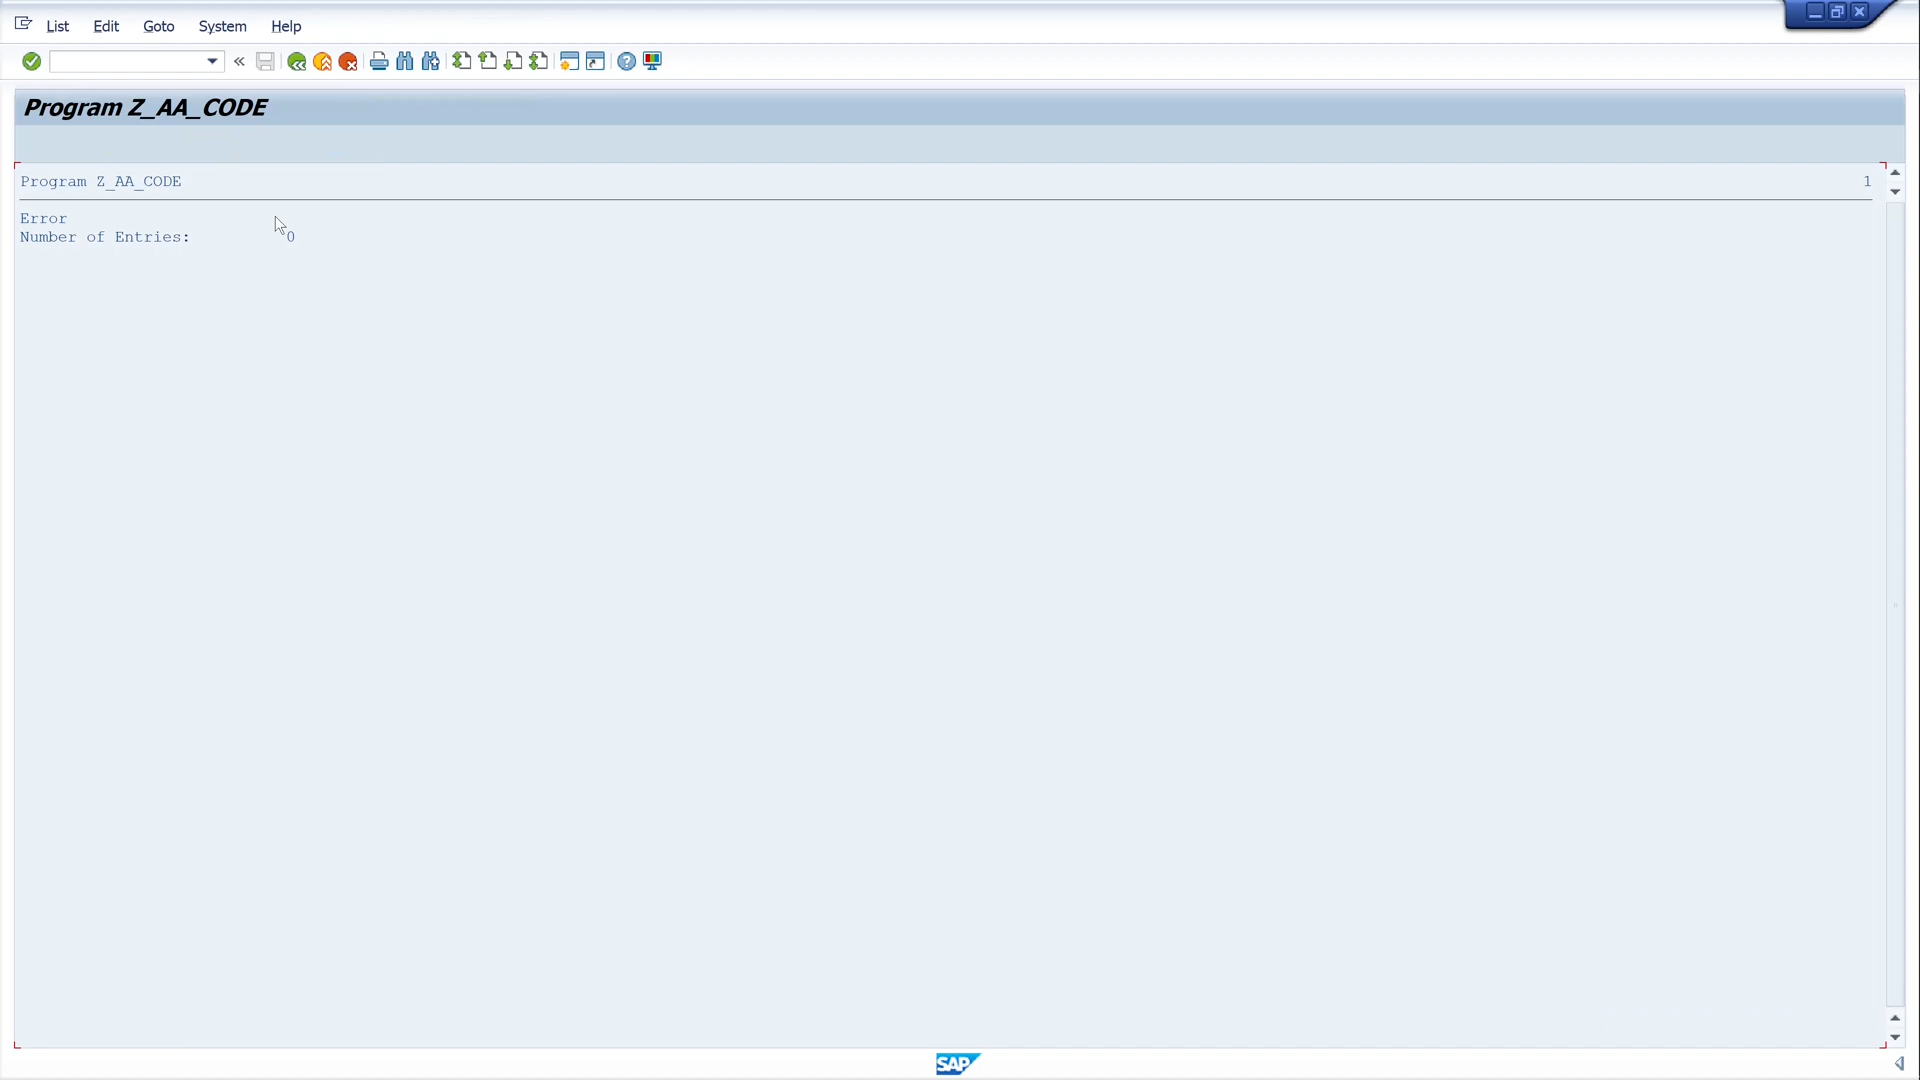 List Edit Goto System Help
Program Z_AA_CODE
Program Z_AA_CODE 1
Error
Number of Entries: 0
SAP